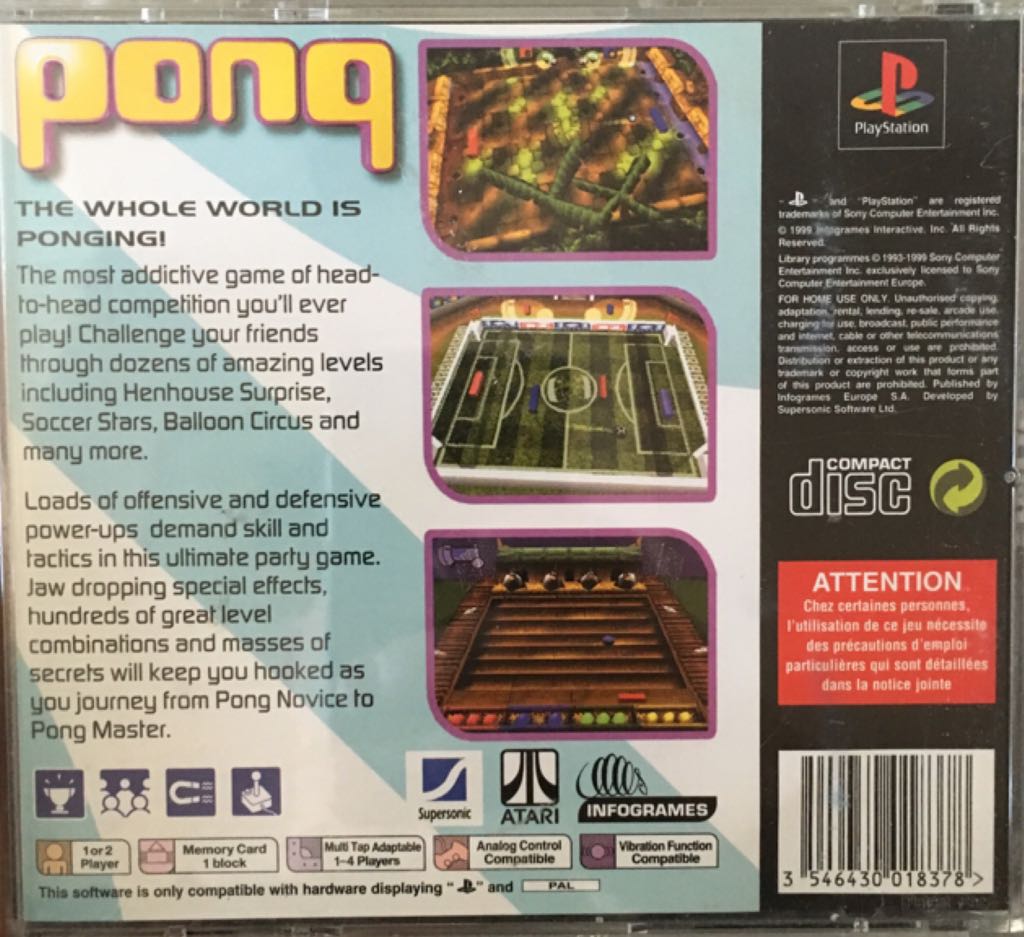 pong
THE WHOLE WORLD IS
PONGING!
The most addictive game of head-
to-head competition you'll ever
play! Challenge your friends
through dozens of amazing levels
including Henhouse Surprise,
Soccer Stars, Balloon Circus and
many more.
Loads of offensive and defensive
power-ups demand skill and
tactics in this ultimate party game.
Jaw dropping special effects,
hundreds of great level
combinations and masses of
secrets will keep you hooked as
you journey from Pong Novice to
Pong Master.
Supersonic
ATARI
INFOGRAMES
1 or 2
Player
Memory Card
1 block
Multi Tap Adaptable
1–4 Players
Analog Control
Compatible
Vibration Function
Compatible
This software is only compatible with hardware displaying " " and PAL
PlayStation
" " and "PlayStation" are registered
trademarks of Sony Computer Entertainment Inc.
© 1999 Infogrames Interactive, Inc. All Rights
Reserved.
Library programmes © 1993-1999 Sony Computer
Entertainment Inc. exclusively licensed to Sony
Computer Entertainment Europe.
FOR HOME USE ONLY. Unauthorised copying,
adaptation, rental, lending, re-sale, arcade use,
charging for use, broadcast, public performance
and internet, cable or other telecommunications
transmission, access or use are prohibited.
Distribution or extraction of this product or any
trademark or copyright work that forms part
of this product are prohibited. Published by
Infogrames Europe S.A. Developed by
Supersonic Software Ltd.
COMPACT
disc
ATTENTION
Chez certaines personnes,
l'utilisation de ce jeu nécessite
des précautions d'emploi
particulières qui sont détaillées
dans la notice jointe
3 546430 018378 >